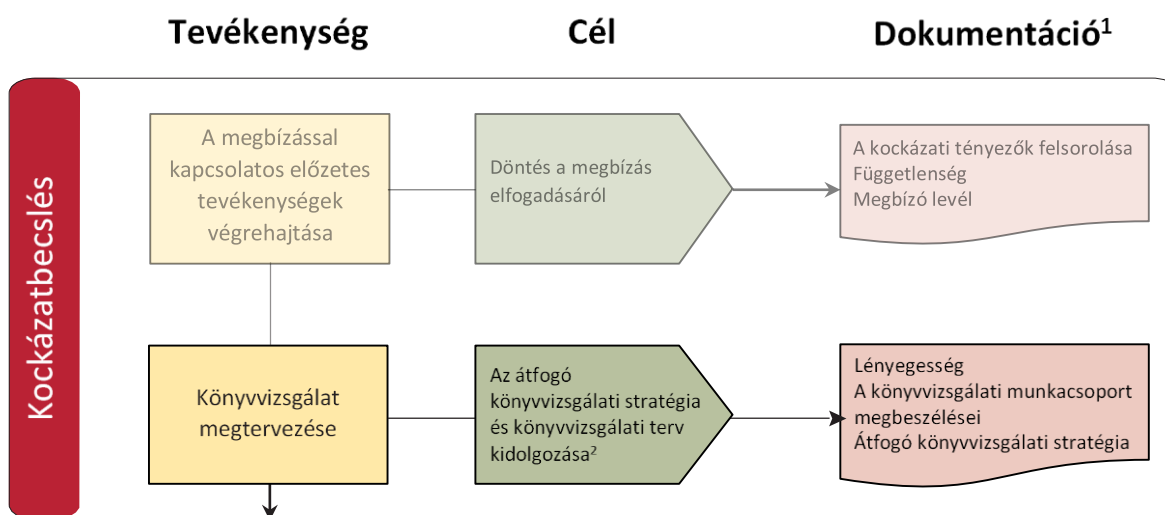 Tevékenység
Cél
Dokumentáció¹
Kockázatbecslés
A megbízással
kapcsolatos előzetes
tevékenységek
végrehajtása
Döntés a megbízás
elfogadásáról
A kockázati tényezők felsorolása
Függetlenség
Megbízó levél
Könyvvizsgálat
megtervezése
Az átfogó
könyvvizsgálati stratégia
és könyvvizsgálati terv
kidolgozása²
Lényegesség
A könyvvizsgálati munkacsoport
megbeszélései
Átfogó könyvvizsgálati stratégia